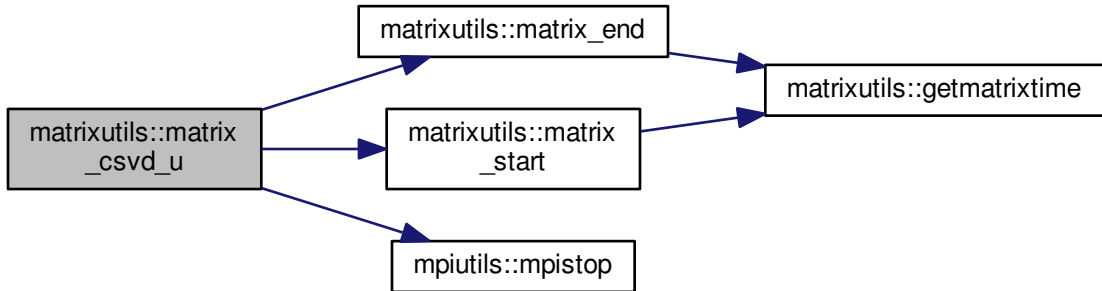 matrixutils::matrix_end
matrixutils::getmatrixtime
matrixutils::matrix
_csvd_u
matrixutils::matrix
_start
mpiutils::mpistop